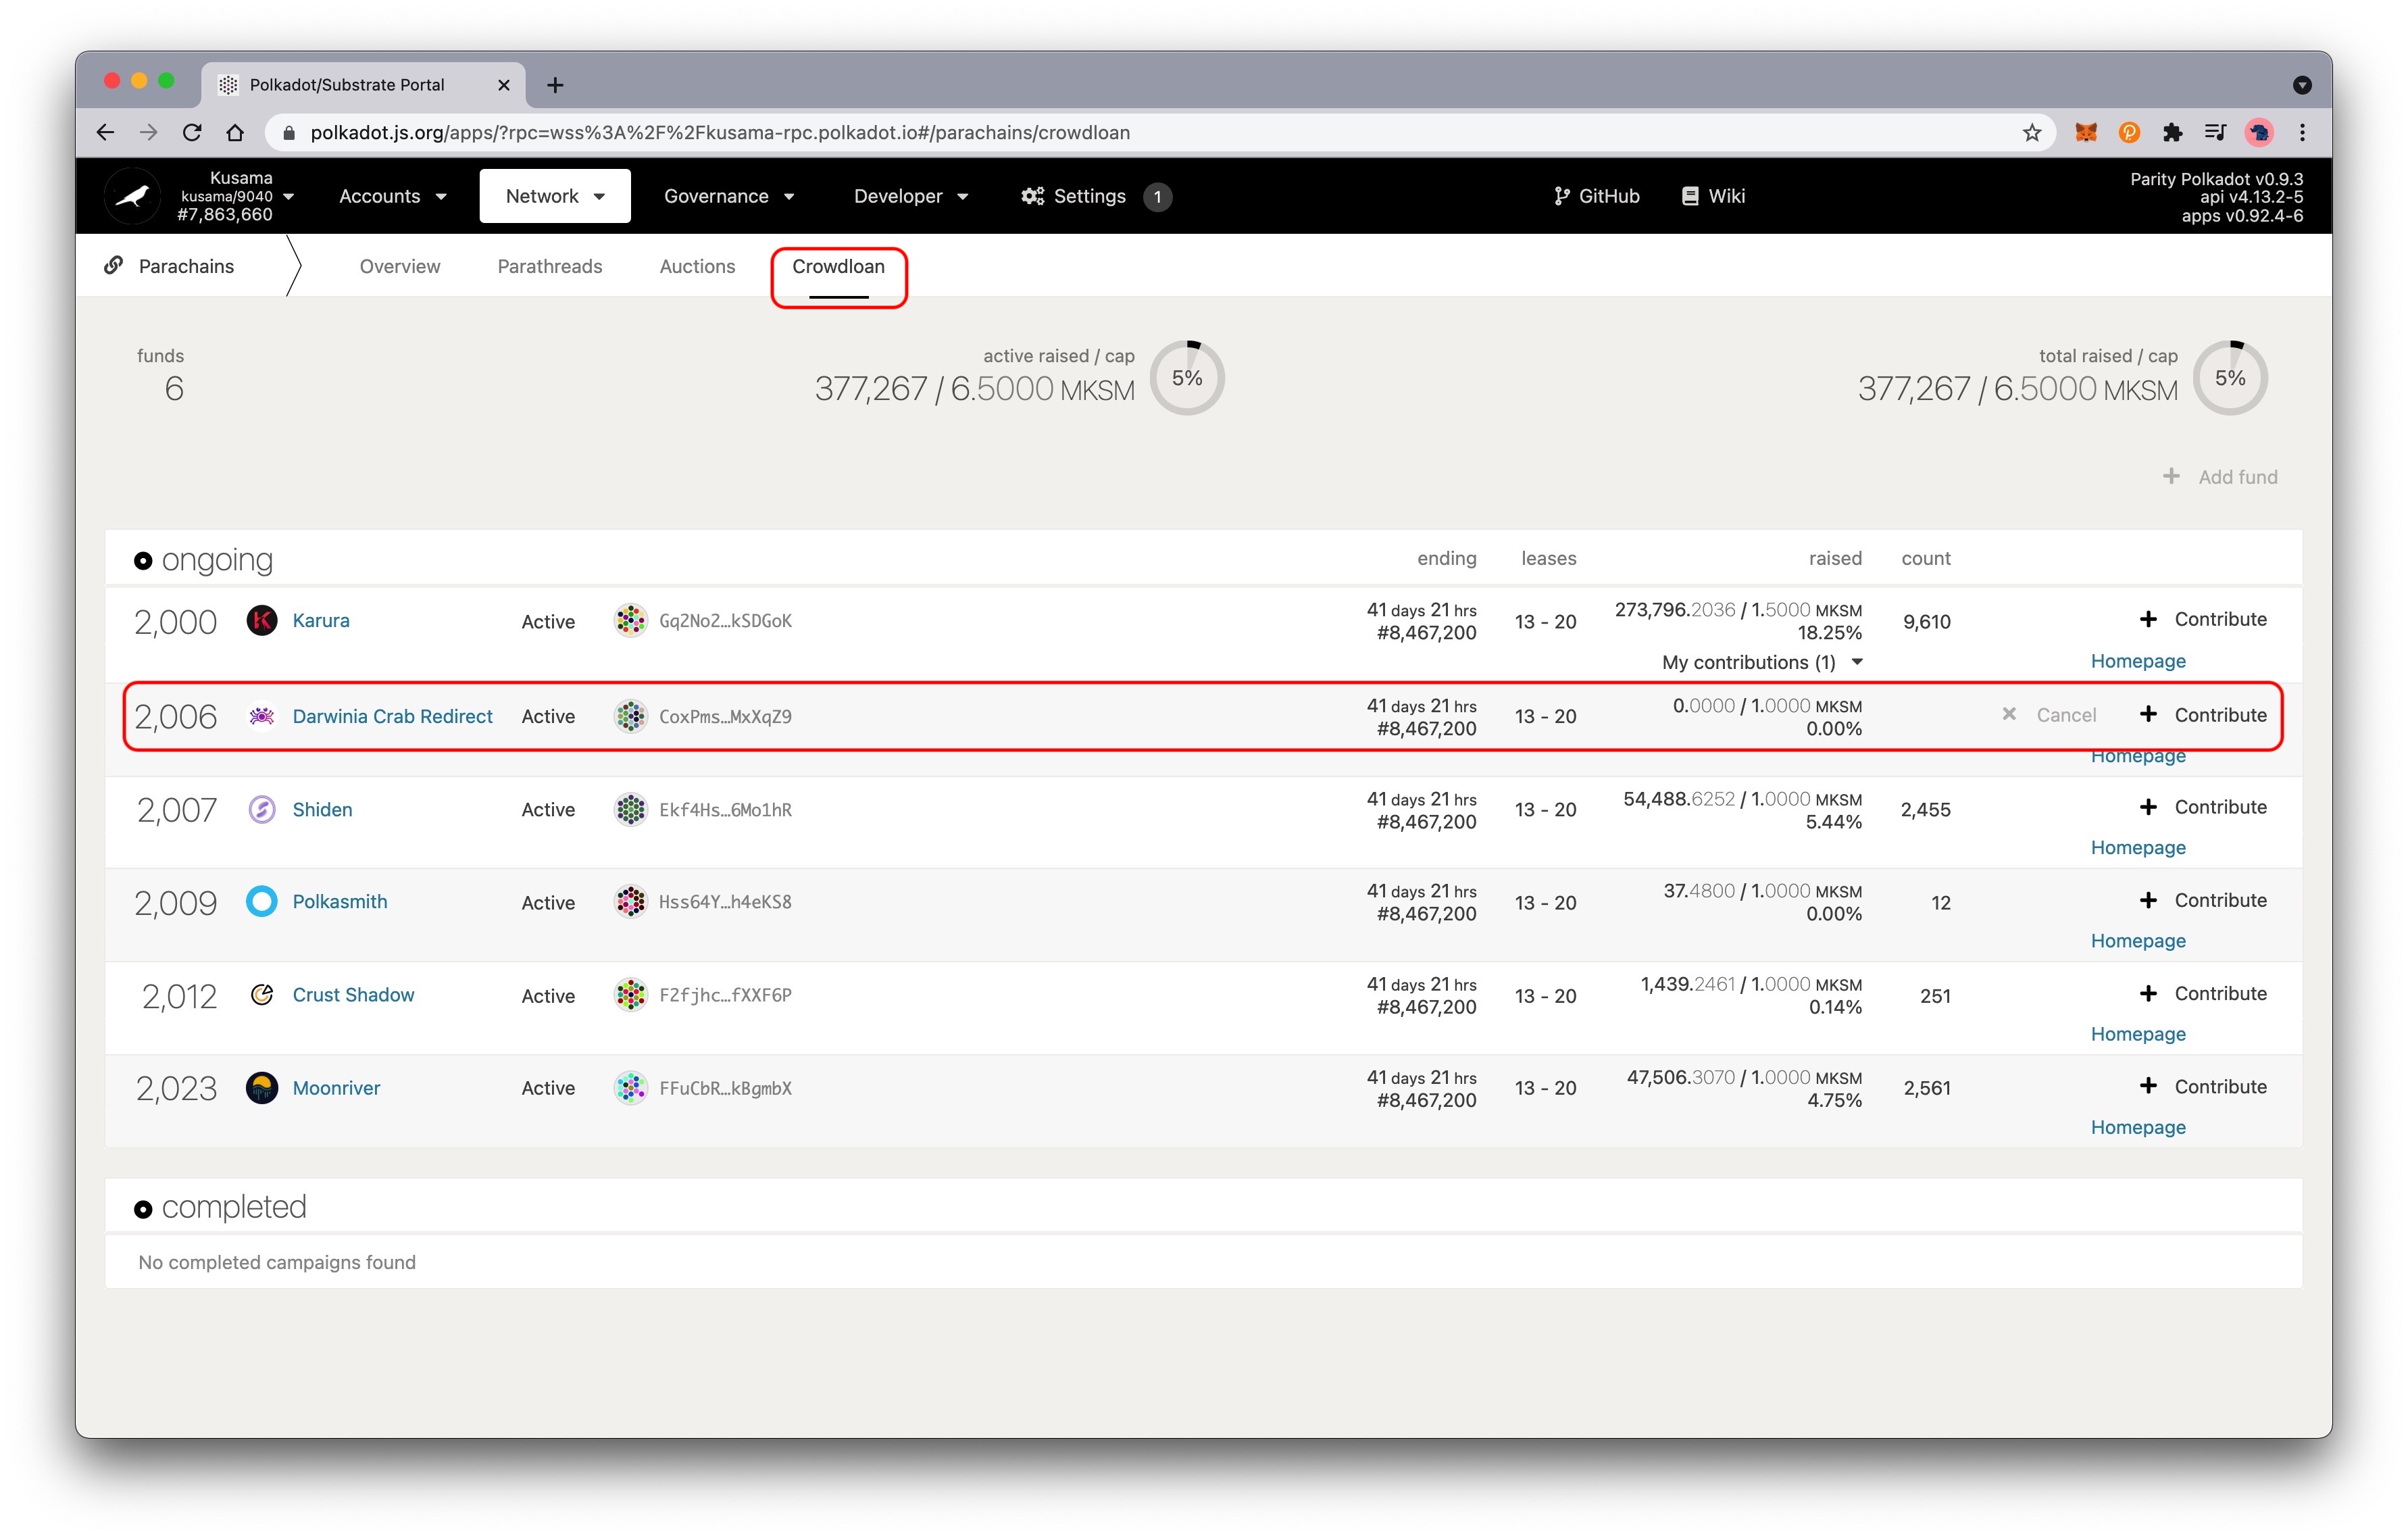 Polkadot/Substrate Portal
polkadot.js.org/apps/?rpc=wss%3A%2F%2Fkusama-rpc.polkadot.io#/parachains/crowdloan
Kusama
kusama/9040
#7,863,660
Accounts
Network
Governance
Developer
Settings 1
GitHub
Wiki
Parity Polkadot v0.9.3
api v4.13.2-5
apps v0.92.4-6
Parachains
Overview
Parathreads
Auctions
Crowdloan
funds
6
active raised / cap
377,267 / 6.5000 MKSM
5%
total raised / cap
377,267 / 6.5000 MKSM
5%
+ Add fund
ongoing ending leases raised count
2,000 Karura Active Gq2No2…kSDGoK 41 days 21 hrs 13 - 20 273,796.2036 / 1.5000 MKSM 9,610 + Contribute
#8,467,200 18.25%
My contributions (1) Homepage
2,006 Darwinia Crab Redirect Active CoxPms…MxXqZ9 41 days 21 hrs 13 - 20 0.0000 / 1.0000 MKSM × Cancel + Contribute
#8,467,200 0.00%
Homepage
2,007 Shiden Active Ekf4Hs…6Mo1hR 41 days 21 hrs 13 - 20 54,488.6252 / 1.0000 MKSM 2,455 + Contribute
#8,467,200 5.44%
Homepage
2,009 Polkasmith Active Hss64Y…h4eKS8 41 days 21 hrs 13 - 20 37.4800 / 1.0000 MKSM 12 + Contribute
#8,467,200 0.00%
Homepage
2,012 Crust Shadow Active F2fjhc…fXXF6P 41 days 21 hrs 13 - 20 1,439.2461 / 1.0000 MKSM 251 + Contribute
#8,467,200 0.14%
Homepage
2,023 Moonriver Active FFuCbR…kBgmbX 41 days 21 hrs 13 - 20 47,506.3070 / 1.0000 MKSM 2,561 + Contribute
#8,467,200 4.75%
Homepage
completed
No completed campaigns found